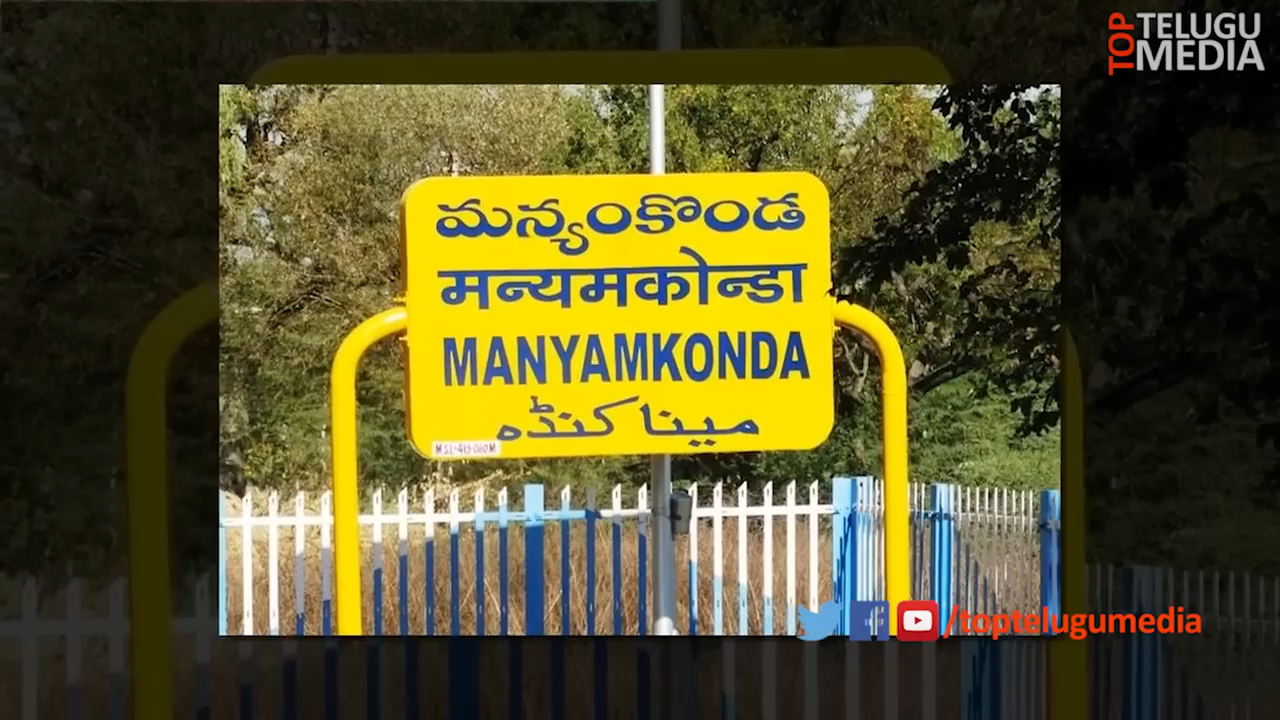 TOP TELUGU
MEDIA
మన్యంకొండ
मन्यमकोन्डा
MANYAMKONDA
مینا کنڈہ
/toptelugumedia